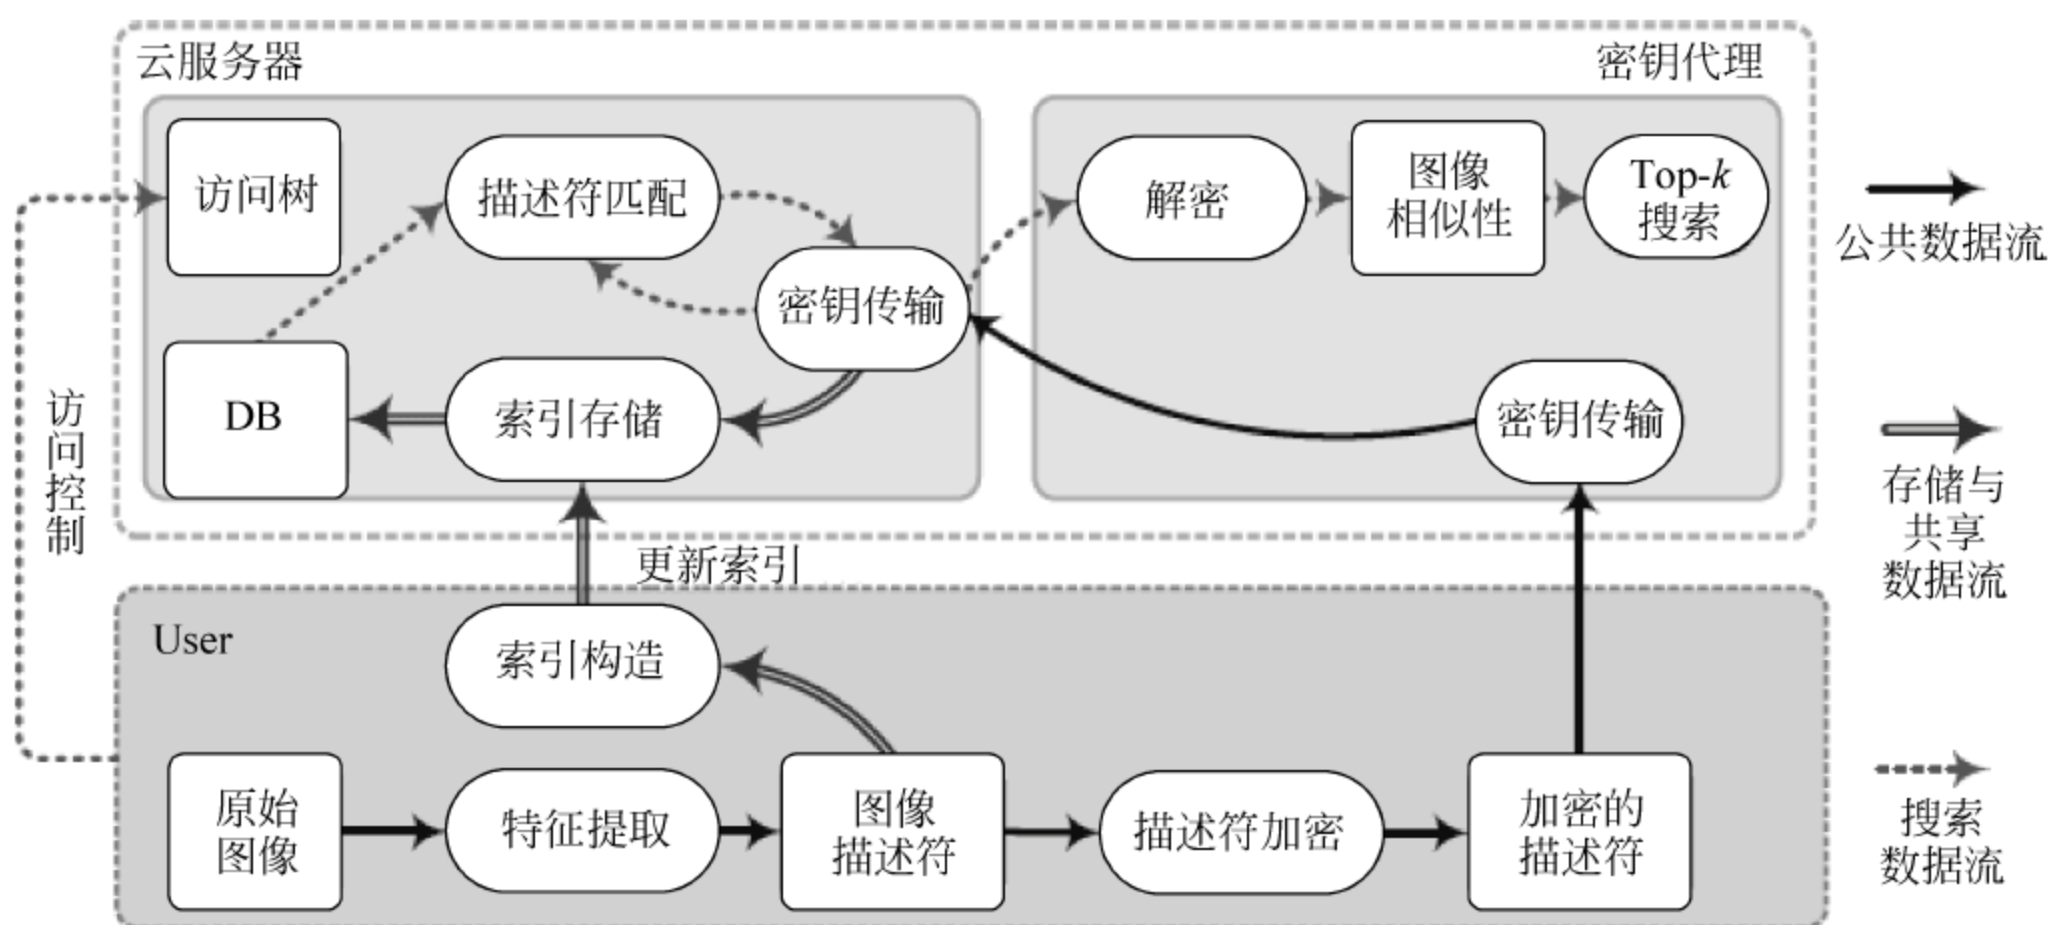 云服务器
密钥代理
访问树
描述符匹配
密钥传输
解密
图像
相似性
Top-k
搜索
公共数据流
DB
索引存储
密钥传输
访问控制
存储与
共享
数据流
更新索引
User
索引构造
原始
图像
特征提取
图像
描述符
描述符加密
加密的
描述符
搜索
数据流